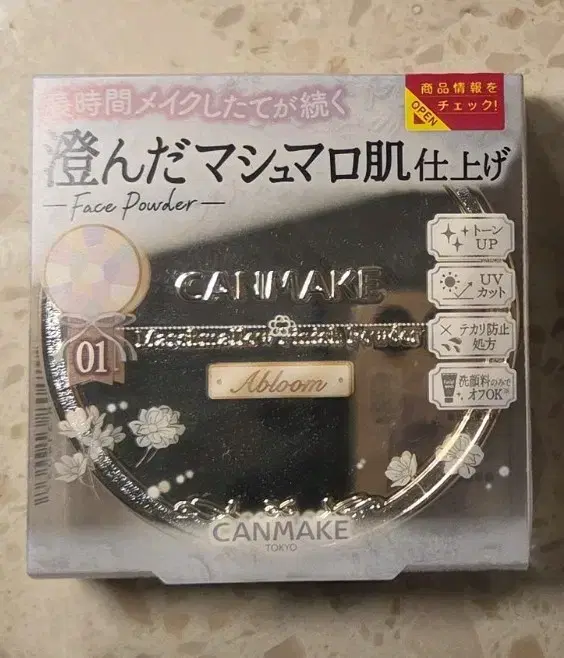 商品情報を
チェック!
OPEN
長時間メイクしたてが続く
澄んだマシュマロ肌仕上げ
Face Powder
トーン
UP
CANMAKE
UV
カット
Marshmallow Finish Powder
テカリ防止
処方
01
Abloom
洗顔料のみで
オフOK
CANMAKE
TOKYO